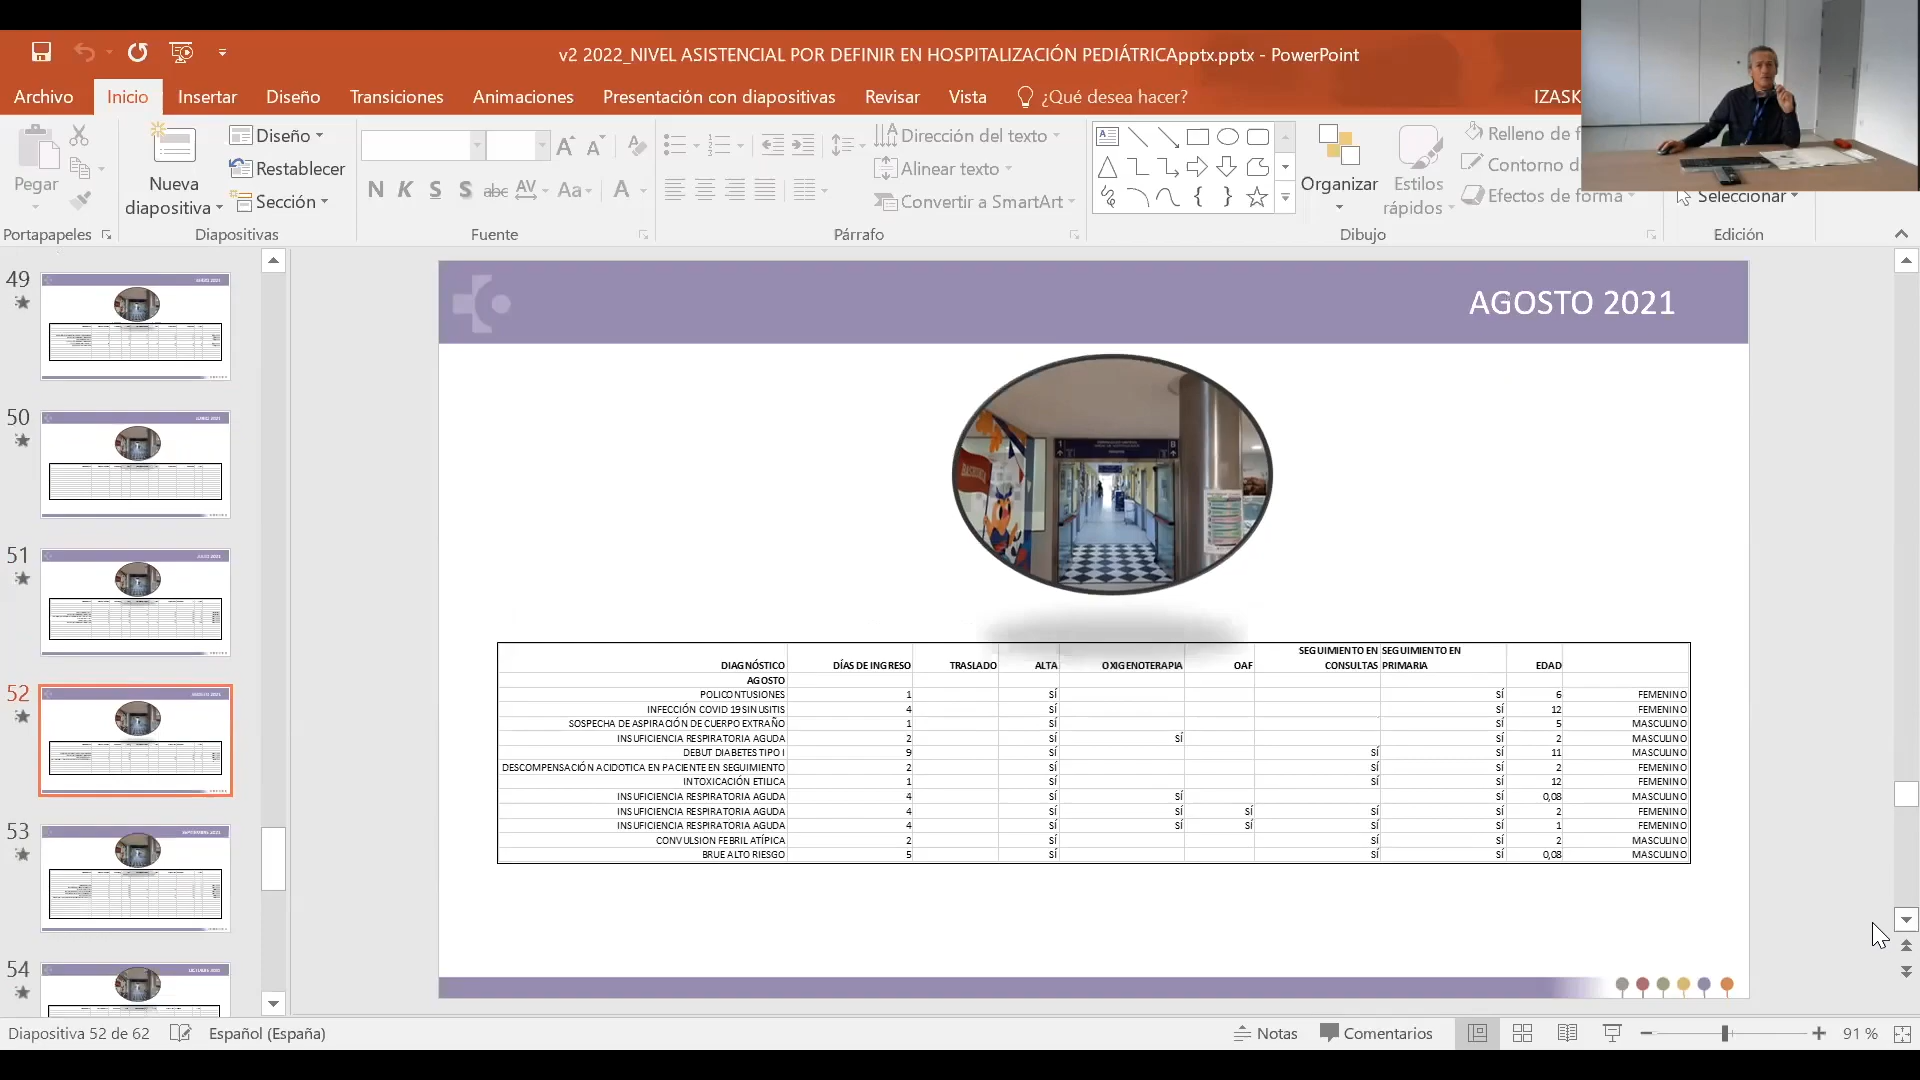 v2 2022_NIVEL ASISTENCIAL POR DEFINIR EN HOSPITALIZACIÓN PEDIÁTRICApptx.pptx - PowerPoint
Archivo Inicio Insertar Diseño Transiciones Animaciones Presentación con diapositivas Revisar Vista ¿Qué desea hacer? IZASK
Pegar
Nueva diapositiva
Diseño
Restablecer
Sección
N K S S abc AV Aa A
Dirección del texto
Alinear texto
Convertir a SmartArt
Organizar
Estilos rápidos
Relleno de f
Contorno d
Efectos de forma
Seleccionar
Portapapeles Diapositivas Fuente Párrafo Dibujo Edición
49
50
51
52
53
54
AGOSTO 2021
BASKONIA
DIAGNÓSTICO DÍAS DE INGRESO TRASLADO ALTA OXIGENOTERAPIA OAF SEGUIMIENTO EN CONSULTAS SEGUIMIENTO EN PRIMARIA EDAD
AGOSTO
POLICONTUSIONES 1 SÍ SÍ 6 FEMENINO
INFECCIÓN COVID 19 SINUSITIS 4 SÍ SÍ 12 FEMENINO
SOSPECHA DE ASPIRACIÓN DE CUERPO EXTRAÑO 1 SÍ SÍ 5 MASCULINO
INSUFICIENCIA RESPIRATORIA AGUDA 2 SÍ SÍ SÍ 2 MASCULINO
DEBUT DIABETES TIPO I 9 SÍ SÍ SÍ 11 MASCULINO
DESCOMPENSACIÓN ACIDOTICA EN PACIENTE EN SEGUIMIENTO 2 SÍ SÍ SÍ 2 FEMENINO
INTOXICACIÓN ETILICA 1 SÍ SÍ SÍ 12 FEMENINO
INSUFICIENCIA RESPIRATORIA AGUDA 4 SÍ SÍ SÍ 0,08 MASCULINO
INSUFICIENCIA RESPIRATORIA AGUDA 4 SÍ SÍ SÍ SÍ SÍ 2 FEMENINO
INSUFICIENCIA RESPIRATORIA AGUDA 4 SÍ SÍ SÍ SÍ SÍ 1 FEMENINO
CONVULSION FEBRIL ATÍPICA 2 SÍ SÍ SÍ 2 MASCULINO
BRUE ALTO RIESGO 5 SÍ SÍ SÍ 0,08 MASCULINO
Diapositiva 52 de 62 Español (España) Notas Comentarios 91 %